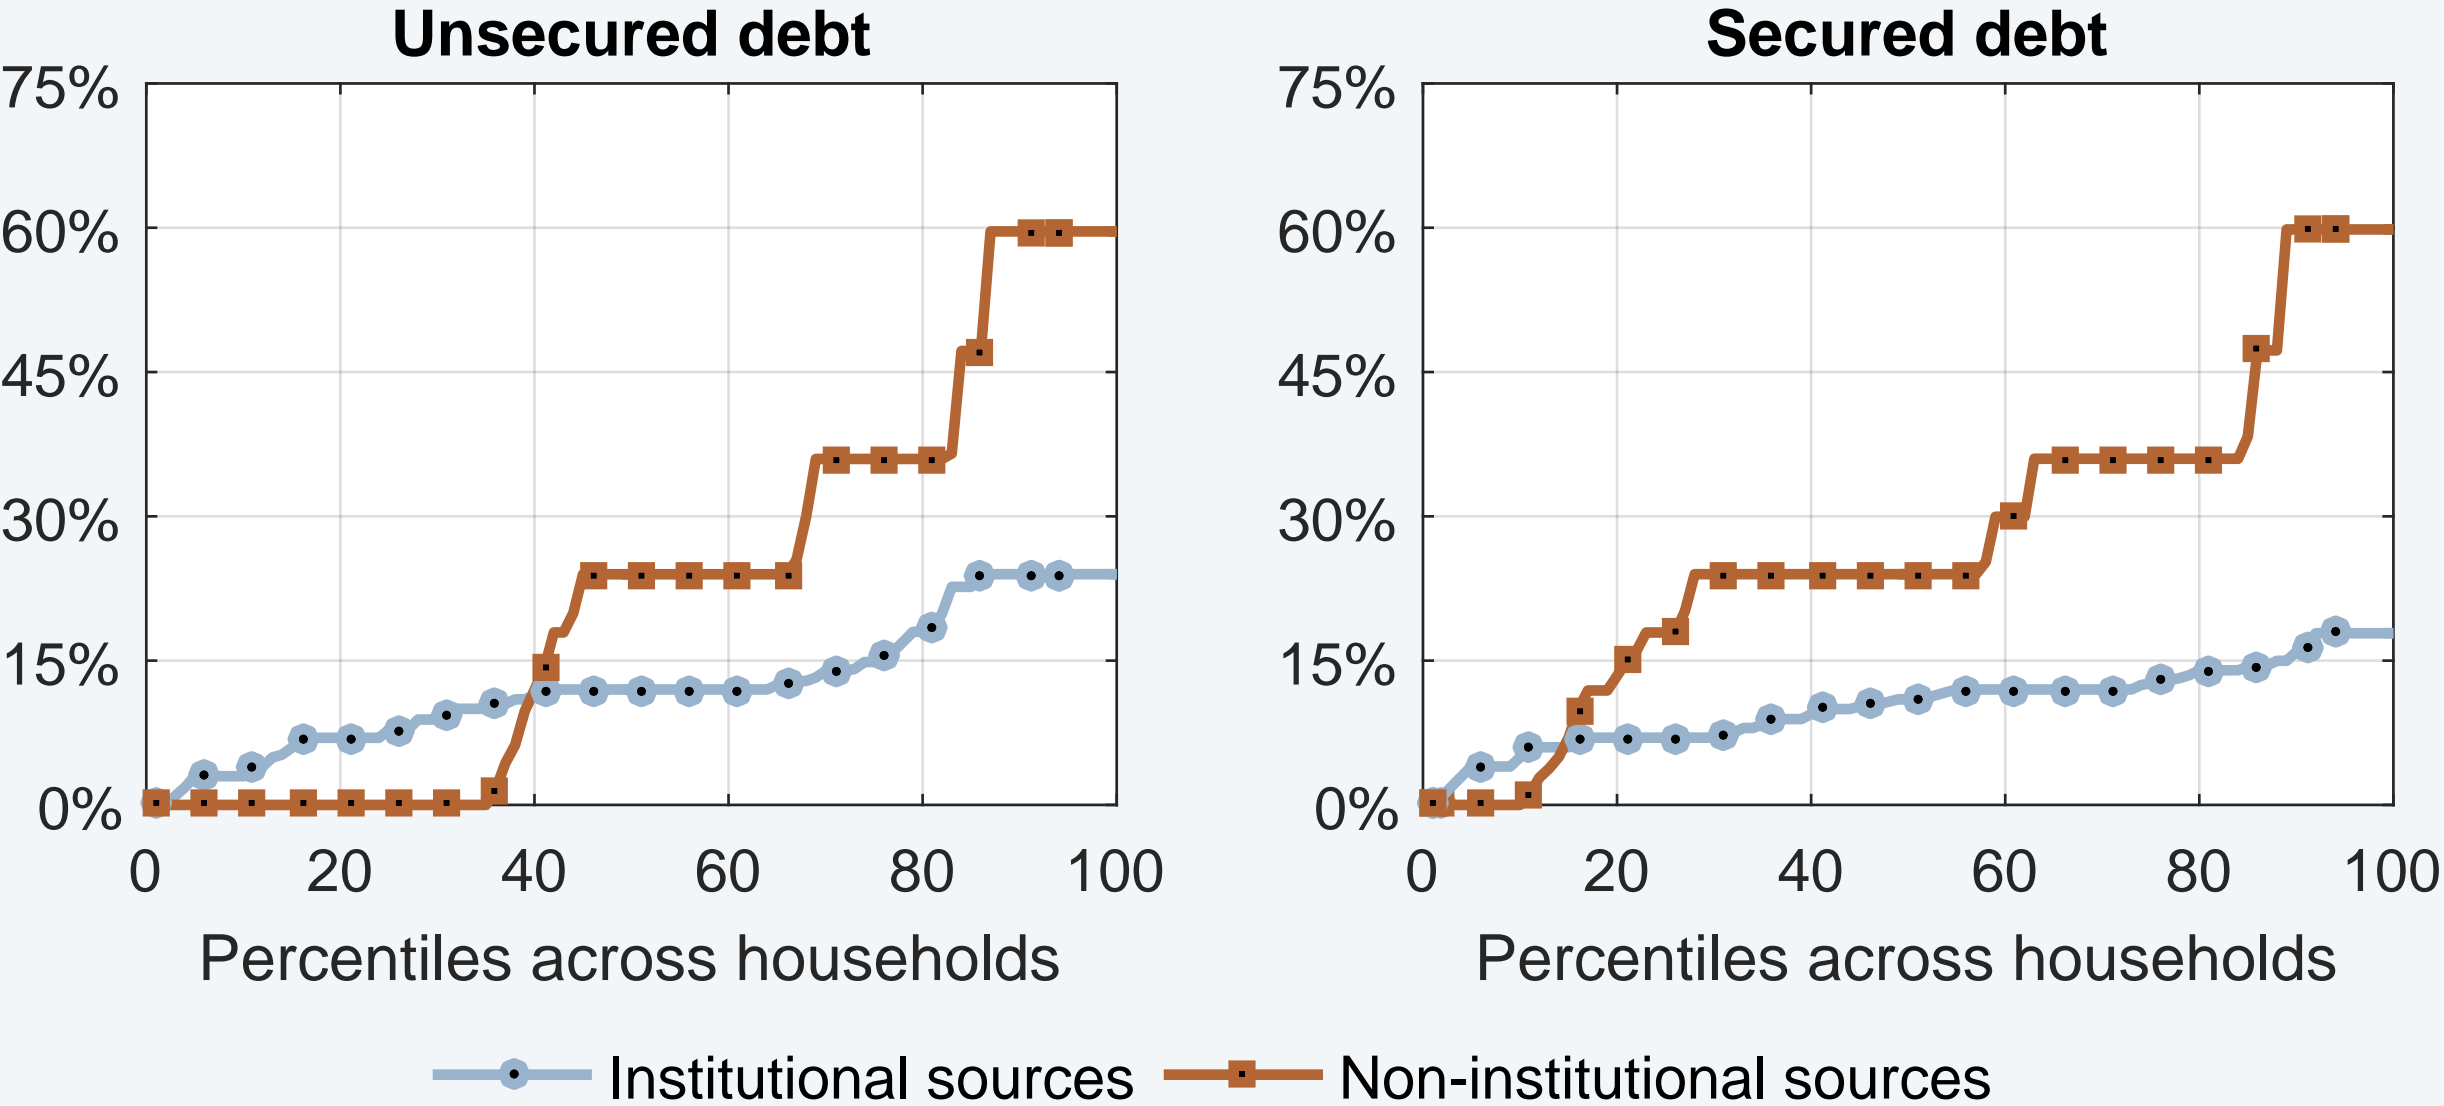 Unsecured debt
75%
60%
45%
30%
15%
0%
0 20 40 60 80 100
Percentiles across households
Secured debt
75%
60%
45%
30%
15%
0%
0 20 40 60 80 100
Percentiles across households
Institutional sources
Non-institutional sources